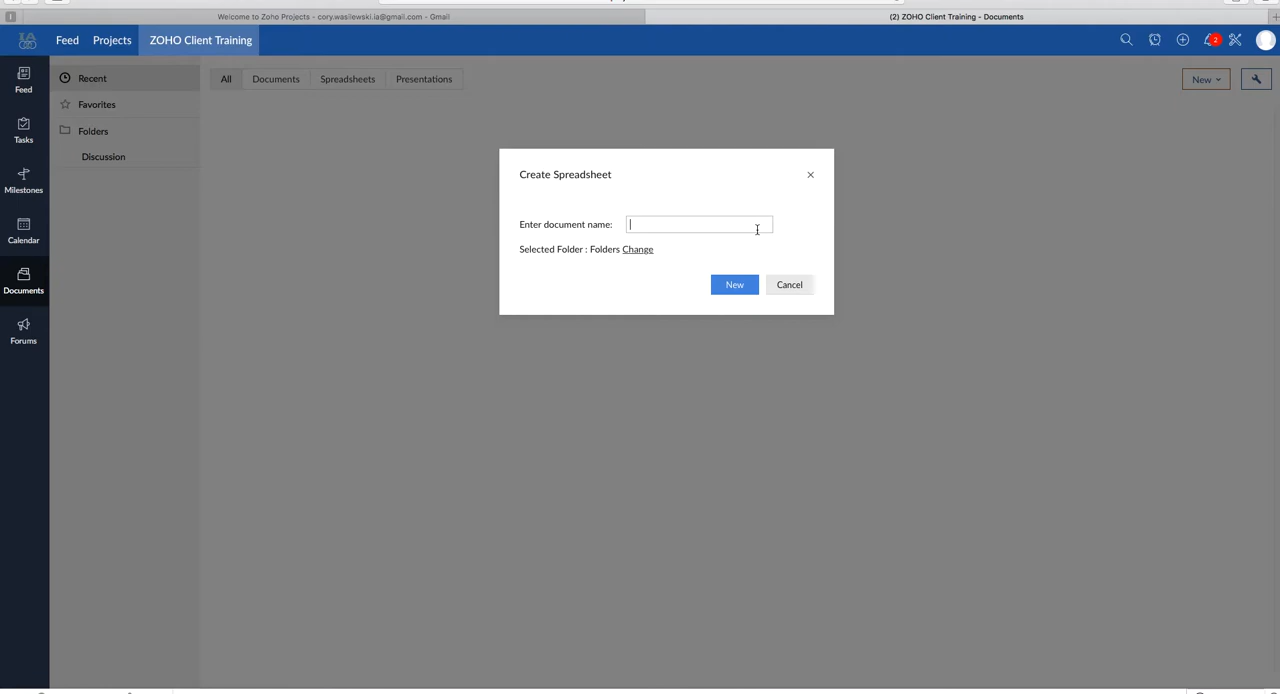 Welcome to Zoho Projects - cory.wasilewski.ia@gmail.com - Gmail
(2) ZOHO Client Training - Documents
Feed Projects ZOHO Client Training
2
Feed
Tasks
Milestones
Calendar
Documents
Forums
Recent
Favorites
Folders
Discussion
All Documents Spreadsheets Presentations
New
Create Spreadsheet
Enter document name:
Selected Folder : Folders Change
New Cancel